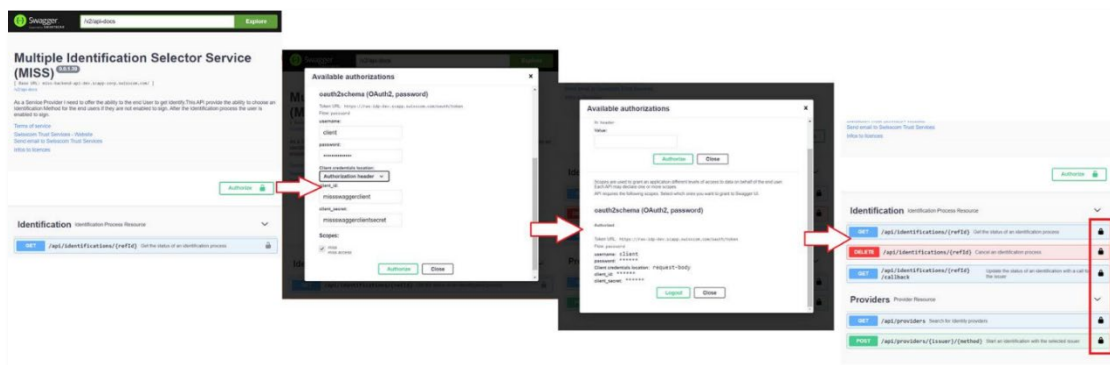 Swagger
/v2/api-docs
Explore
Multiple Identification Selector Service
(MISS)
/v2/api-docs
As a Service Provider I need to offer the ability to the end User to get identify.This API provide the ability to choose an
identification Method for the end users if they are not enabled to sign. After the identification process the user is
enabled to sign.
Terms of service
Swisscom Trust Services - Website
Send email to Swisscom Trust Services
Infos to licenses
Authorize
Identification Identification Process Resource
GET /api/identifications/{refId} Get the status of an identification process
Available authorizations
x
oauth2schema (OAuth2, password)
Flow: password
username:
client
password:
Client credentials location:
Authorization header
client_id:
missswaggerclient
client_secret:
missswaggerclientsecret
Scopes:
Authorize
Close
Available authorizations
x
In: header
Value:
Authorize
Close
Scopes are used to grant an application different levels of access to data on behalf of the end user.
Each API may declare one or more scopes.
API requires the following scopes. Select which ones you want to grant to Swagger UI.
oauth2schema (OAuth2, password)
Authorized
Flow: password
username: client
password: ******
Client credentials location: request-body
client_id: ******
client_secret: ******
Logout
Close
Send email to Swisscom Trust Services
Infos to licenses
Authorize
Identification Identification Process Resource
GET /api/identifications/{refId} Get the status of an identification process
DELETE /api/identifications/{refId} Cancel an identification process
GET /api/identifications/{refId}/callback Update the status of an identification with a call to the issuer
Providers Provider Resource
GET /api/providers Search for identity providers
POST /api/providers/{issuer}/{method} Start an identification with the selected issuer